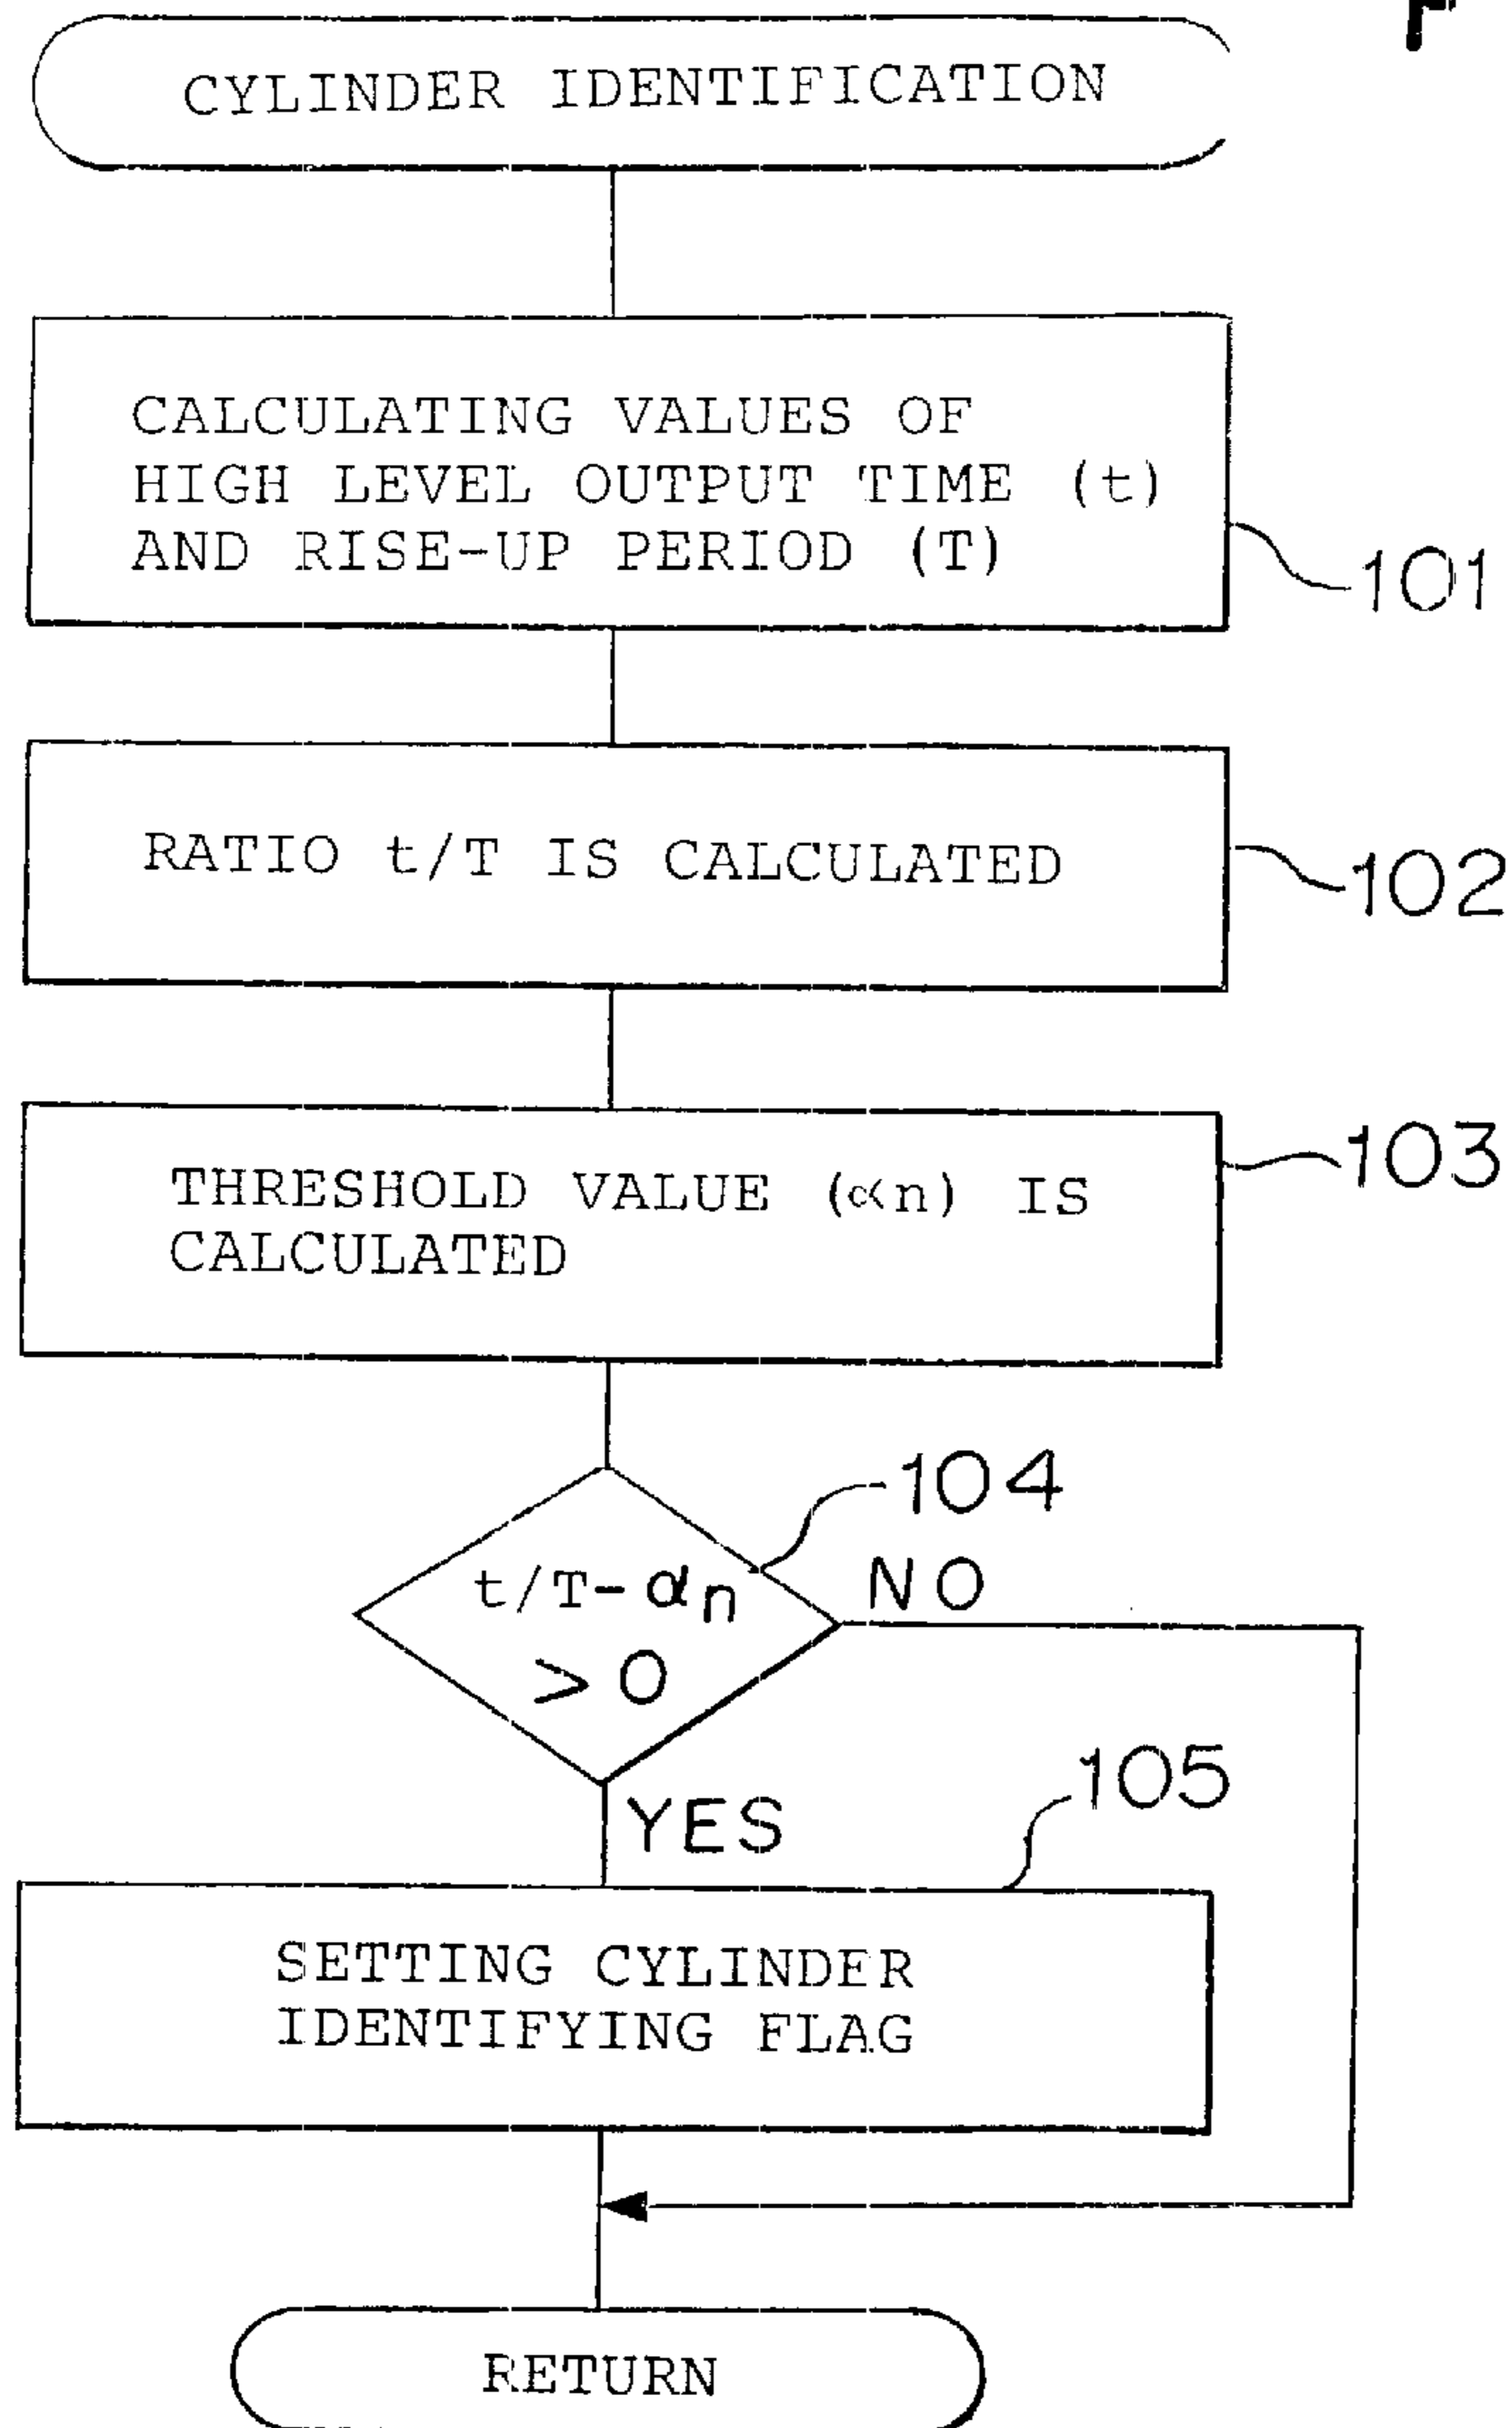 CYLINDER IDENTIFICATION
CALCULATING VALUES OF
HIGH LEVEL OUTPUT TIME (t)
AND RISE-UP PERIOD (T)
101
RATIO t/T IS CALCULATED
102
103
THRESHOLD VALUE (αn) IS
CALCULATED
104
t/T-αn
> 0
NO
YES
105
SETTING CYLINDER
IDENTIFYING FLAG
RETURN